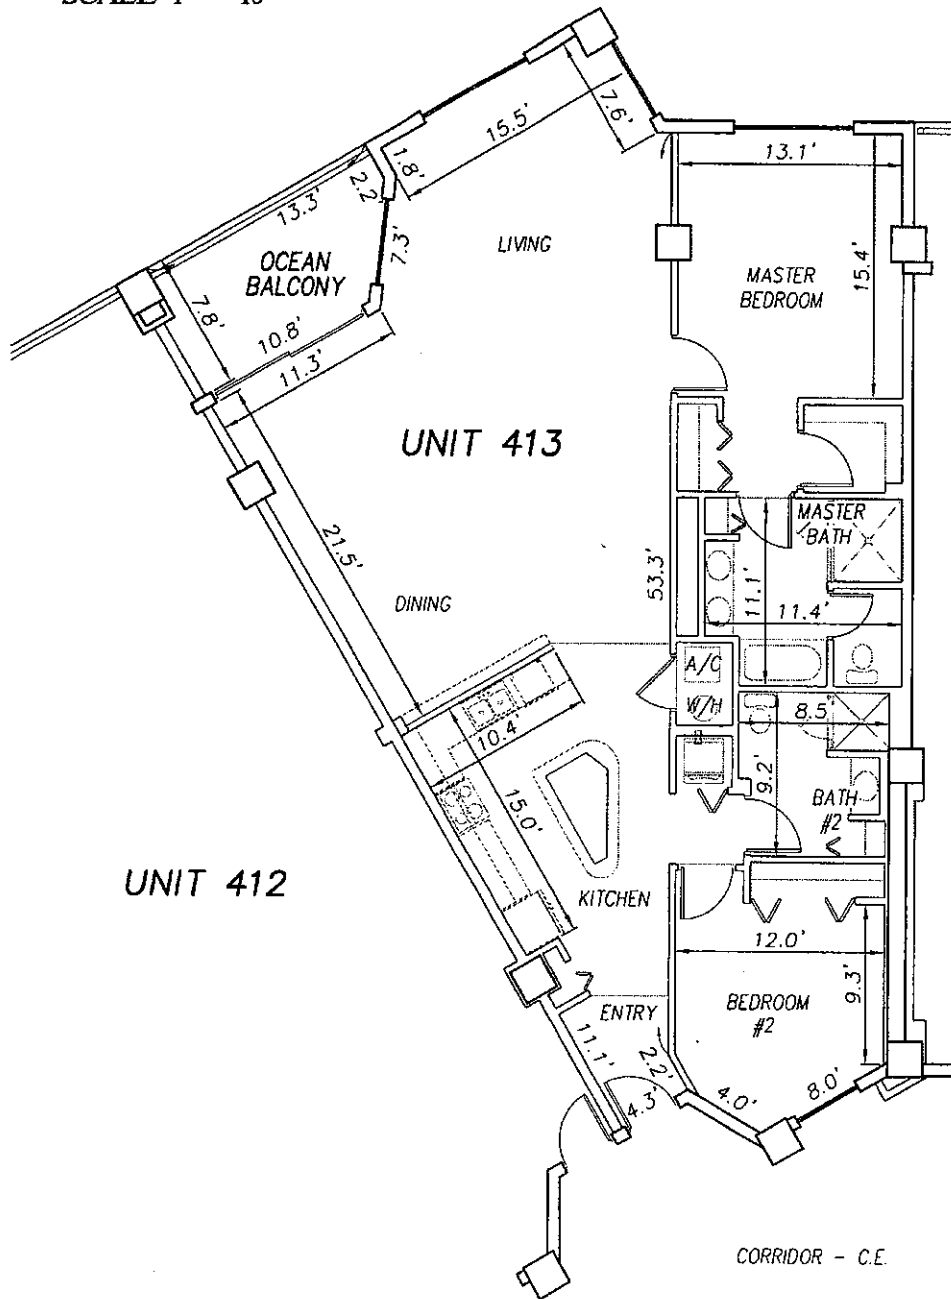 15.5'
7.6'
13.1'
1.8'
2.2
13.3'
7.3'
LIVING
OCEAN
BALCONY
MASTER
BEDROOM
15.4'
7.8'
10.8'
11.3'
UNIT 413
21.5'
MASTER
BATH
53.3'
11.1'
11.4'
DINING
A/C
W/H
8.5'
10.4'
9.2'
15.0'
BATH
#2
UNIT 412
KITCHEN
12.0'
9.3'
BEDROOM
#2
ENTRY
11.1'
2.2'
4.3'
4.0'
8.0'
CORRIDOR - C.E.